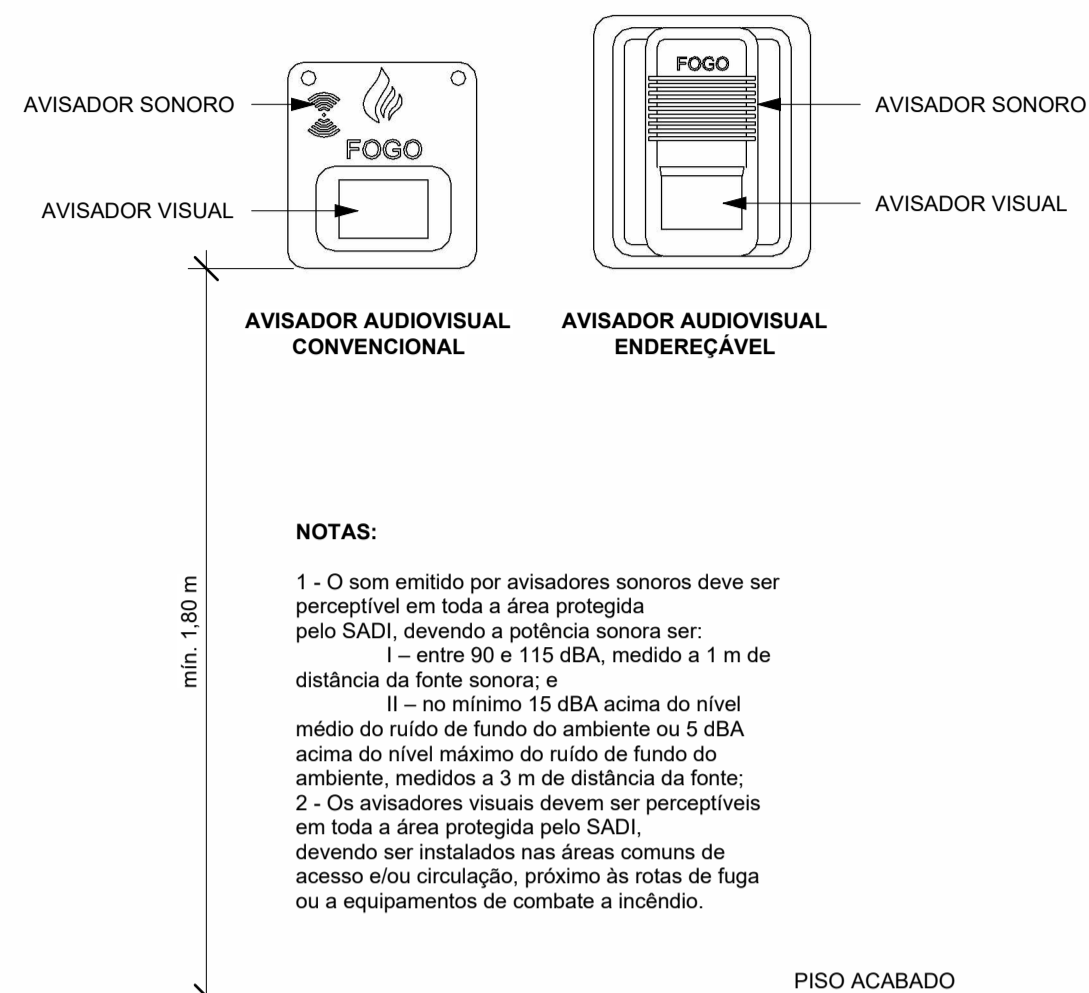 FOGO
AVISADOR SONORO
AVISADOR SONORO
FOGO
AVISADOR VISUAL
AVISADOR VISUAL
AVISADOR AUDIOVISUAL
CONVENCIONAL
AVISADOR AUDIOVISUAL
ENDEREÇÁVEL
mín. 1,80 m
NOTAS:
1 - O som emitido por avisadores sonoros deve ser
perceptível em toda a área protegida
pelo SADI, devendo a potência sonora ser:
I – entre 90 e 115 dBA, medido a 1 m de
distância da fonte sonora; e
II – no mínimo 15 dBA acima do nível
médio do ruído de fundo do ambiente ou 5 dBA
acima do nível máximo do ruído de fundo do
ambiente, medidos a 3 m de distância da fonte;
2 - Os avisadores visuais devem ser perceptíveis
em toda a área protegida pelo SADI,
devendo ser instalados nas áreas comuns de
acesso e/ou circulação, próximo às rotas de fuga
ou a equipamentos de combate a incêndio.
PISO ACABADO